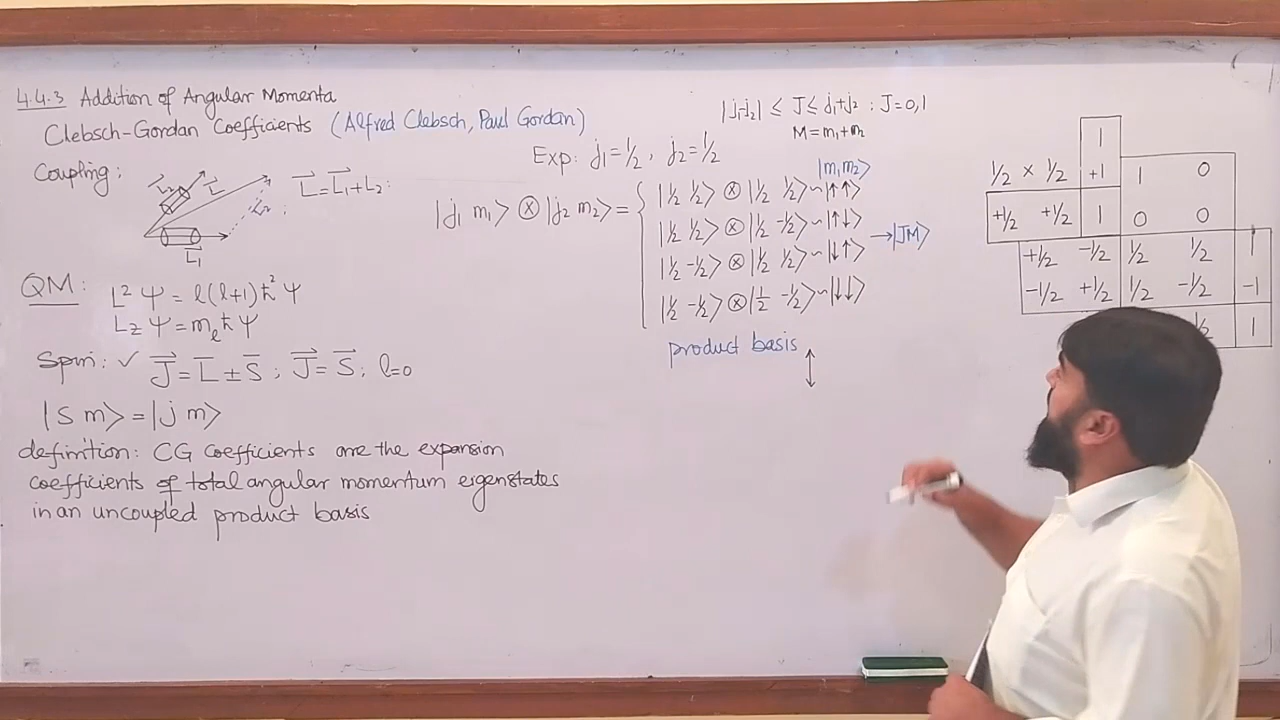 4.4.3 Addition of Angular Momenta
Clebsch-Gordan Coefficients (Alfred Clebsch, Paul Gordan)
Coupling:
L₂ L L₂
L₁
L⃗=L⃗₁+L⃗₂:
QM:
L² Ψ = l(l+1)ħ² Ψ
Lz Ψ = m_l ħ Ψ
Spin: ✓ J⃗ = L̄ ± S̄ ; J⃗ = S⃗ ; l=0
|s m⟩ = |j m⟩
definition: CG Coefficients are the expansion
coefficients of total angular momentum eigenstates
in an uncoupled product basis
|j₁-j₂| ≤ J ≤ j₁+j₂ : J=0,1
M = m₁+m₂
Exp: j₁=½, j₂=½
|m₁m₂⟩
|j₁ m₁⟩ ⊗ |j₂ m₂⟩ = {
|½ ½⟩ ⊗ |½ ½⟩ ~ |↑↑⟩
|½ ½⟩ ⊗ |½ -½⟩ ~ |↑↓⟩
|½ -½⟩ ⊗ |½ ½⟩ ~ |↓↑⟩
|½ -½⟩ ⊗ |½ -½⟩ ~ |↓↓⟩
→|JM⟩
product basis ↕
1
½ × ½ +1 1 0
+½ +½ 1 0 0
+½ -½ ½ ½ 1
-½ +½ ½ -½ -1
½ 1